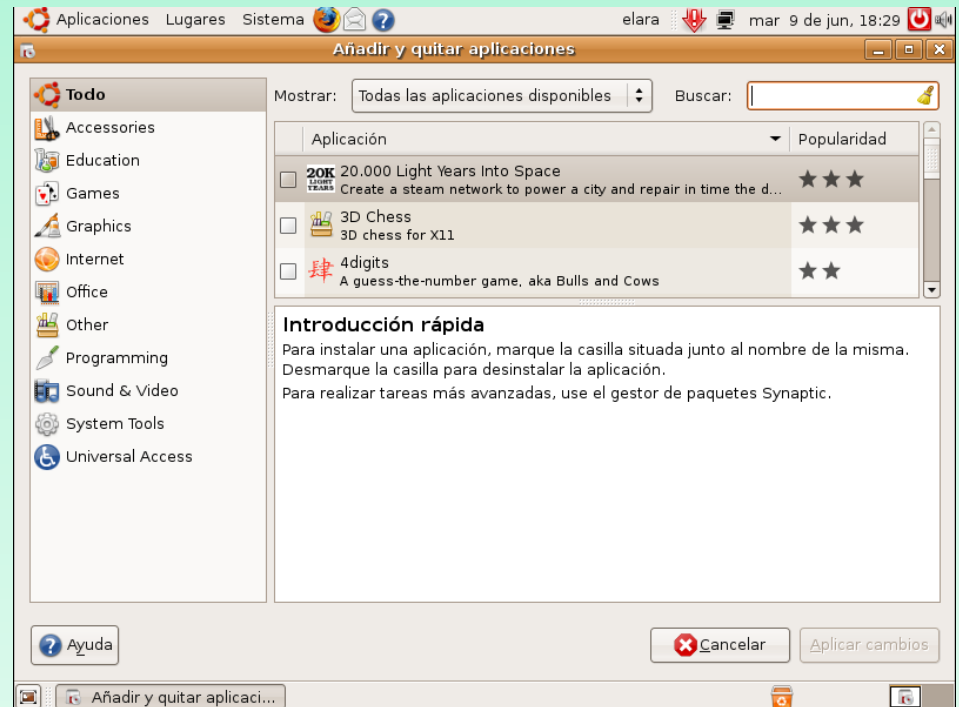 Aplicaciones Lugares Sistema elara mar 9 de jun, 18:29
Añadir y quitar aplicaciones
Todo
Accessories
Education
Games
Graphics
Internet
Office
Other
Programming
Sound & Video
System Tools
Universal Access
Mostrar: Todas las aplicaciones disponibles Buscar:
Aplicación Popularidad
20K LIGHT YEARS
20.000 Light Years Into Space
Create a steam network to power a city and repair in time the d...
3D Chess
3D chess for X11
肆
4digits
A guess-the-number game, aka Bulls and Cows
Introducción rápida
Para instalar una aplicación, marque la casilla situada junto al nombre de la misma.
Desmarque la casilla para desinstalar la aplicación.
Para realizar tareas más avanzadas, use el gestor de paquetes Synaptic.
Ayuda Cancelar Aplicar cambios
Añadir y quitar aplicaci...